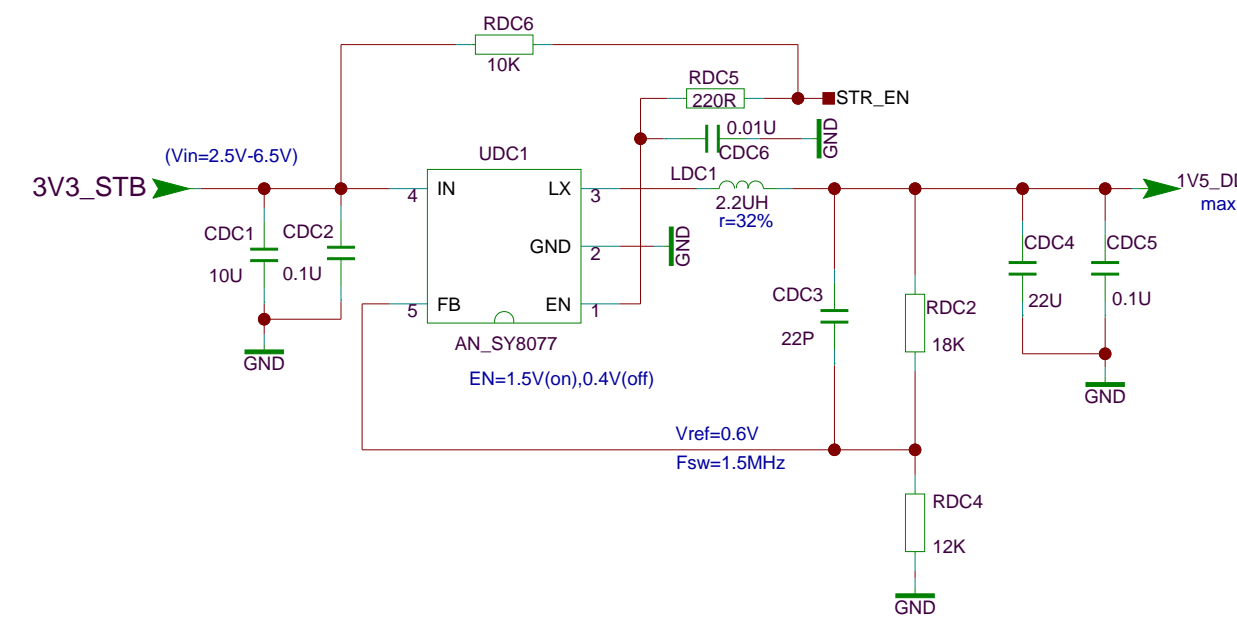 RDC6
10K
RDC5
220R
STR_EN
0.01U
CDC6
GND
(Vin=2.5V-6.5V)
UDC1
LDC1
3V3_STB
4
IN
LX
3
2.2UH
r=32%
1V5_D
max
CDC1
10U
CDC2
0.1U
GND
2
GND
CDC4
22U
CDC5
0.1U
5
FB
EN
1
CDC3
22P
RDC2
18K
GND
AN_SY8077
EN=1.5V(on),0.4V(off)
GND
Vref=0.6V
Fsw=1.5MHz
RDC4
12K
GND